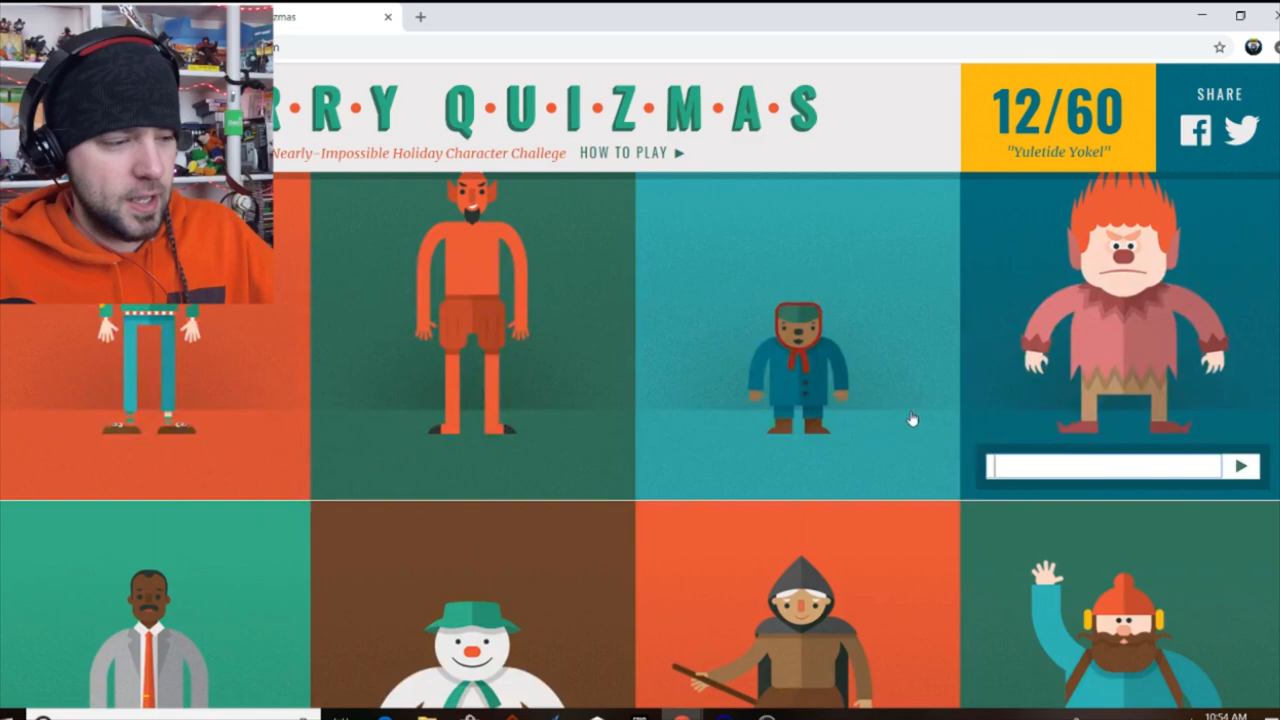 zmas
m
R·R·Y Q·U·I·Z·M·A·S
Nearly-Impossible Holiday Character Challege HOW TO PLAY ▶
12/60
"Yuletide Yokel"
SHARE
10:54 AM